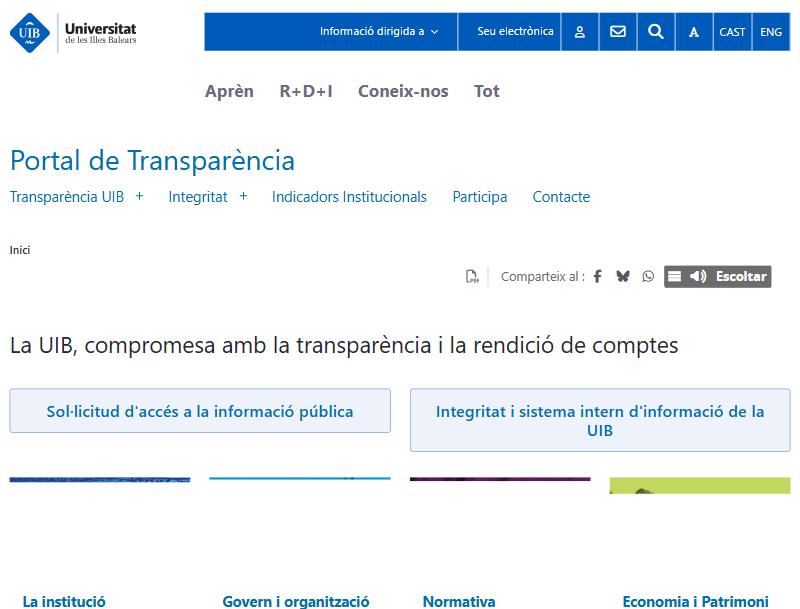 UIB
Universitat
de les Illes Balears
Informació dirigida a
Seu electrònica
A
CAST
ENG
Aprèn
R+D+I
Coneix-nos
Tot
Portal de Transparència
Transparència UIB +
Integritat +
Indicadors Institucionals
Participa
Contacte
Inici
PDF
Comparteix al :
Escoltar
La UIB, compromesa amb la transparència i la rendició de comptes
Sol·licitud d'accés a la informació pública
Integritat i sistema intern d'informació de la
UIB
La institució
Govern i organització
Normativa
Economia i Patrimoni